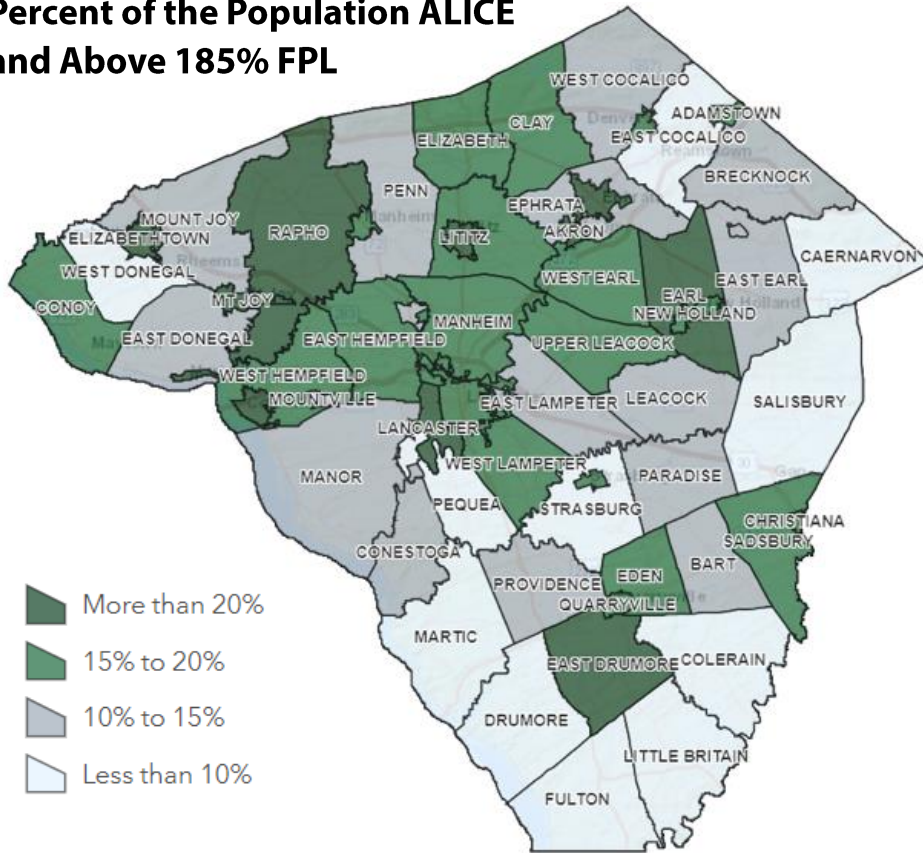 Percent of the Population ALICE
and Above 185% FPL
WEST COCALICO
ADAMSTOWN
EAST COCALICO
CLAY
ELIZABETH
BRECKNOCK
PENN
EPHRATA
MOUNT JOY
ELIZABETHTOWN
RAPHO
LITITZ
AKRON
CAERNARVON
WEST DONEGAL
WEST EARL
EAST EARL
EARL
NEW HOLLAND
CONOY
MT JOY
MANHEIM
EAST DONEGAL
EAST HEMPFIELD
UPPER LEACOCK
WEST HEMPFIELD
MOUNTVILLE
EAST LAMPETER
LEACOCK
SALISBURY
LANCASTER
MANOR
WEST LAMPETER
PARADISE
PEQUEA
STRASBURG
CHRISTIANA
SADSBURY
CONESTOGA
BART
PROVIDENCE
EDEN
QUARRYVILLE
MARTIC
EAST DRUMORE
COLERAIN
DRUMORE
LITTLE BRITAIN
FULTON
More than 20%
15% to 20%
10% to 15%
Less than 10%